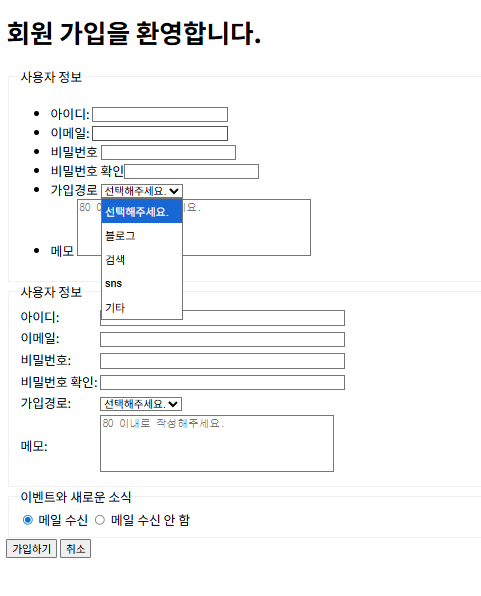 회원 가입을 환영합니다.
사용자 정보
아이디:
이메일:
비밀번호
비밀번호 확인
가입경로 선택해주세요.
80 세요.
선택해주세요.
블로그
검색
sns
기타
메모
사용자 정보
아이디:
이메일:
비밀번호:
비밀번호 확인:
가입경로: 선택해주세요.
80 이내로 작성해주세요.
메모:
이벤트와 새로운 소식
메일 수신 메일 수신 안 함
가입하기 취소